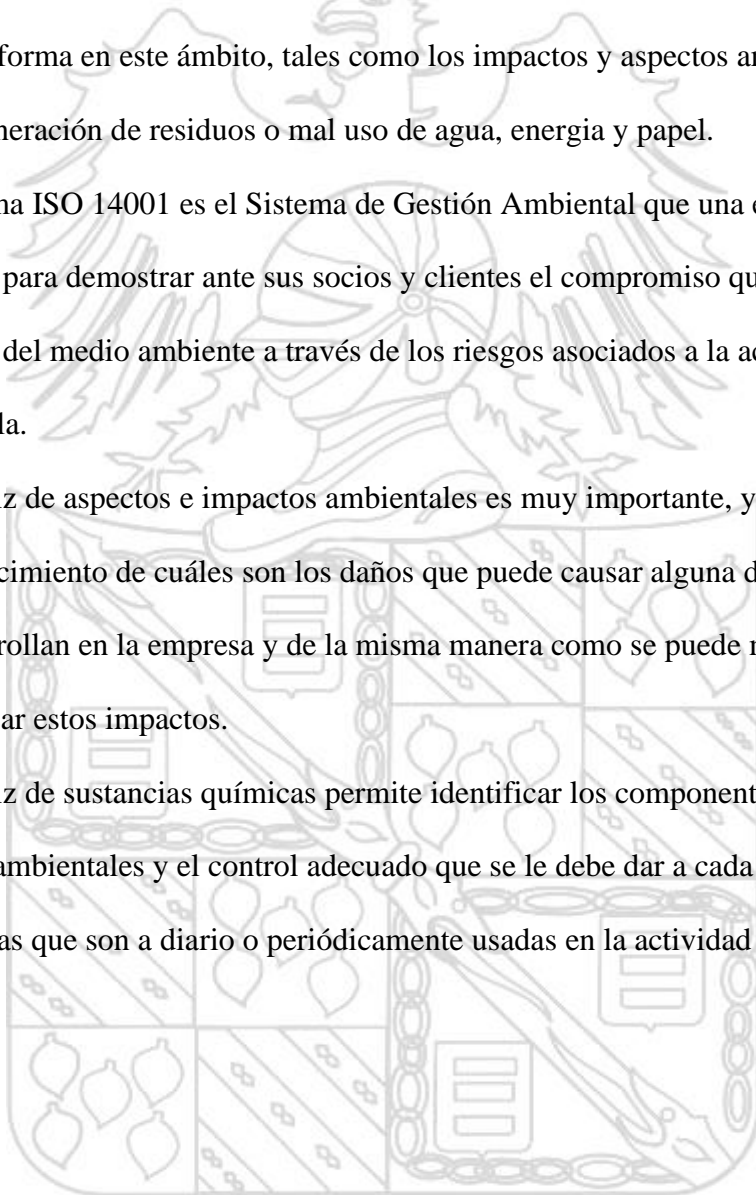 forma en este ámbito, tales como los impactos y aspectos
neración de residuos o mal uso de agua, energia y papel.
ISO 14001 es el Sistema de Gestión Ambiental que una
para demostrar ante sus socios y clientes el compromiso
del medio ambiente a través de los riesgos asociados a la
la.
iz de aspectos e impactos ambientales es muy importante, y
cimiento de cuáles son los daños que puede causar alguna
rollan en la empresa y de la misma manera como se puede
ar estos impactos.
iz de sustancias químicas permite identificar los
ambientales y el control adecuado que se le debe dar a cada
as que son a diario o periódicamente usadas en la actividad